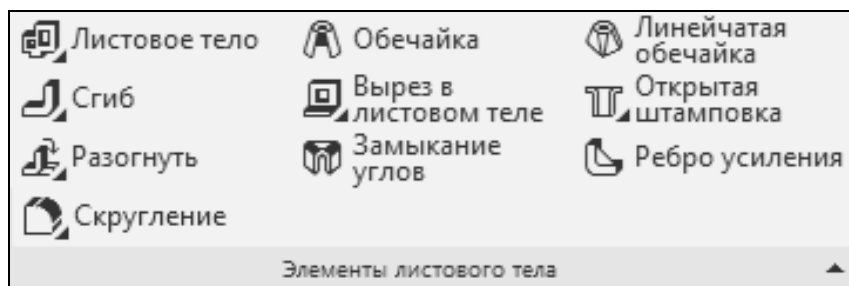 Листовое тело
Обечайка
Линейчатая
обечайка
Сгиб
Вырез в
листовом теле
Открытая
штамповка
Разогнуть
Замыкание
углов
Ребро усиления
Скругление
Элементы листового тела